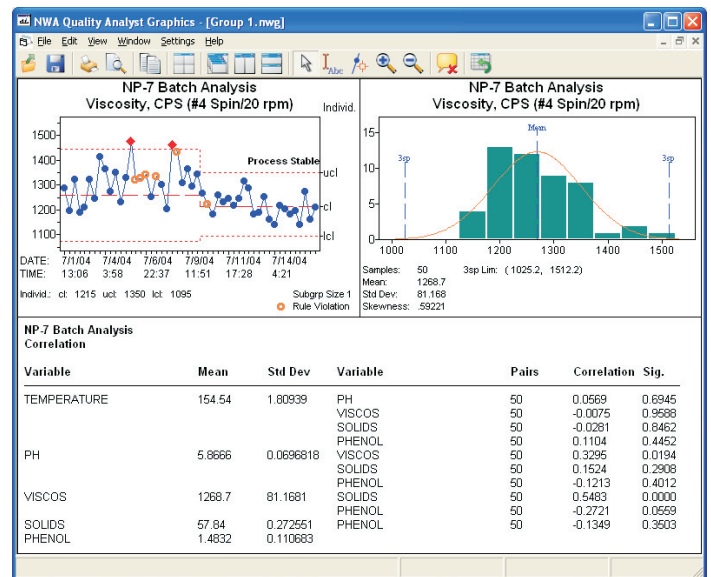 NWA Quality Analyst Graphics - [Group 1.nwg]
File Edit View Window Settings Help
Abc
NP-7 Batch Analysis
Viscosity, CPS (#4 Spin/20 rpm)
Individ.
1500
1400
1300
1200
1100
Process Stable
ucl
cl
lcl
DATE: 7/1/04 7/4/04 7/6/04 7/9/04 7/11/04 7/14/04
TIME: 13:06 3:58 22:37 11:51 17:28 4:21
Individ.: cl: 1215 ucl: 1350 lcl: 1095
Subgrp Size 1
Rule Violation
NP-7 Batch Analysis
Viscosity, CPS (#4 Spin/20 rpm)
15
10
5
3sp
Mean
3sp
1000 1100 1200 1300 1400 1500
Samples: 50 3sp Lim: ( 1025.2, 1512.2)
Mean: 1268.7
Std Dev: 81.168
Skewness: .59221
NP-7 Batch Analysis
Correlation
Variable Mean Std Dev Variable Pairs Correlation Sig.
TEMPERATURE 154.54 1.80939 PH 50 0.0569 0.6945
VISCOS 50 -0.0075 0.9588
SOLIDS 50 -0.0281 0.8462
PHENOL 50 0.1104 0.4452
PH 5.8666 0.0696818 VISCOS 50 0.3295 0.0194
SOLIDS 50 0.1524 0.2908
PHENOL 50 -0.1213 0.4012
VISCOS 1268.7 81.1681 SOLIDS 50 0.5483 0.0000
PHENOL 50 -0.2721 0.0559
SOLIDS 57.84 0.272551 PHENOL 50 -0.1349 0.3503
PHENOL 1.4832 0.110683